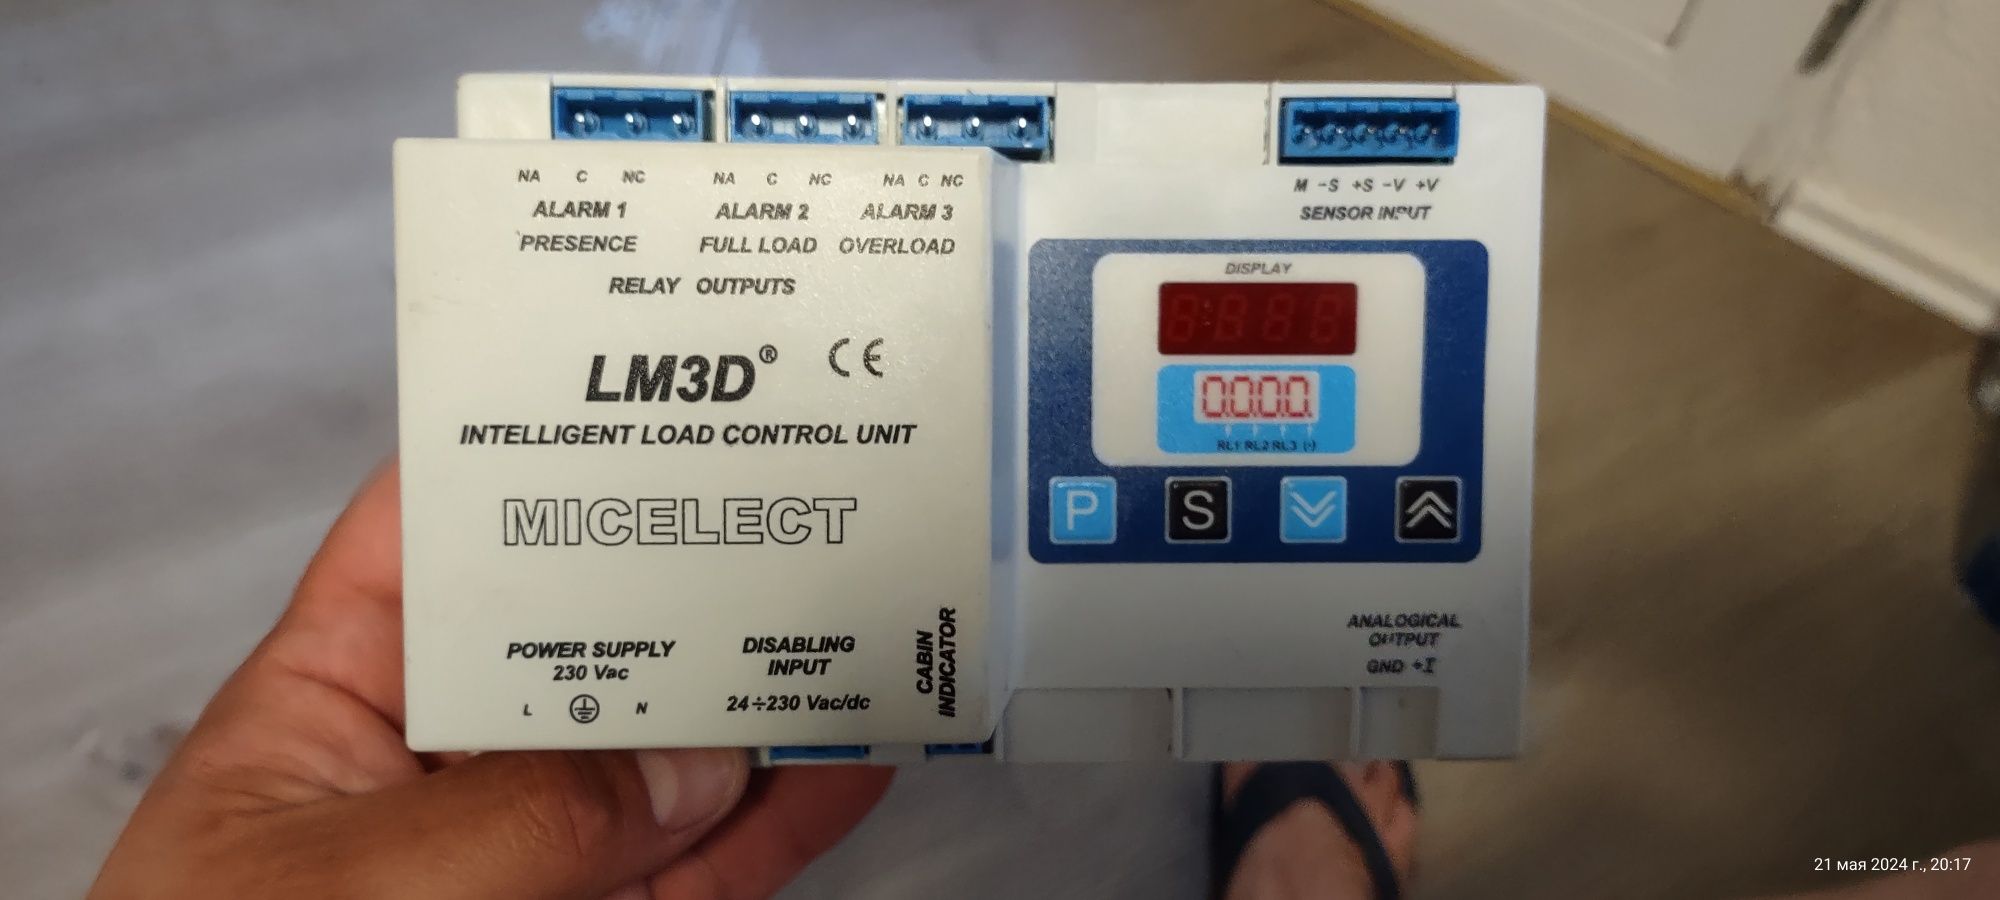 NA C NC NA C NC NA C NC
ALARM 1 ALARM 2 ALARM 3
PRESENCE FULL LOAD OVERLOAD
RELAY OUTPUTS
LM3D® CE
INTELLIGENT LOAD CONTROL UNIT
MICELECT
POWER SUPPLY
230 Vac
L N
DISABLING
INPUT
24÷230 Vac/dc
CABIN
INDICATOR
M -S +S -V +V
SENSOR INPUT
DISPLAY
0.0.0.0.
RL1 RL2 RL3 (-)
P S
ANALOGICAL
OUTPUT
GND +I
21 мая 2024 г., 20:17